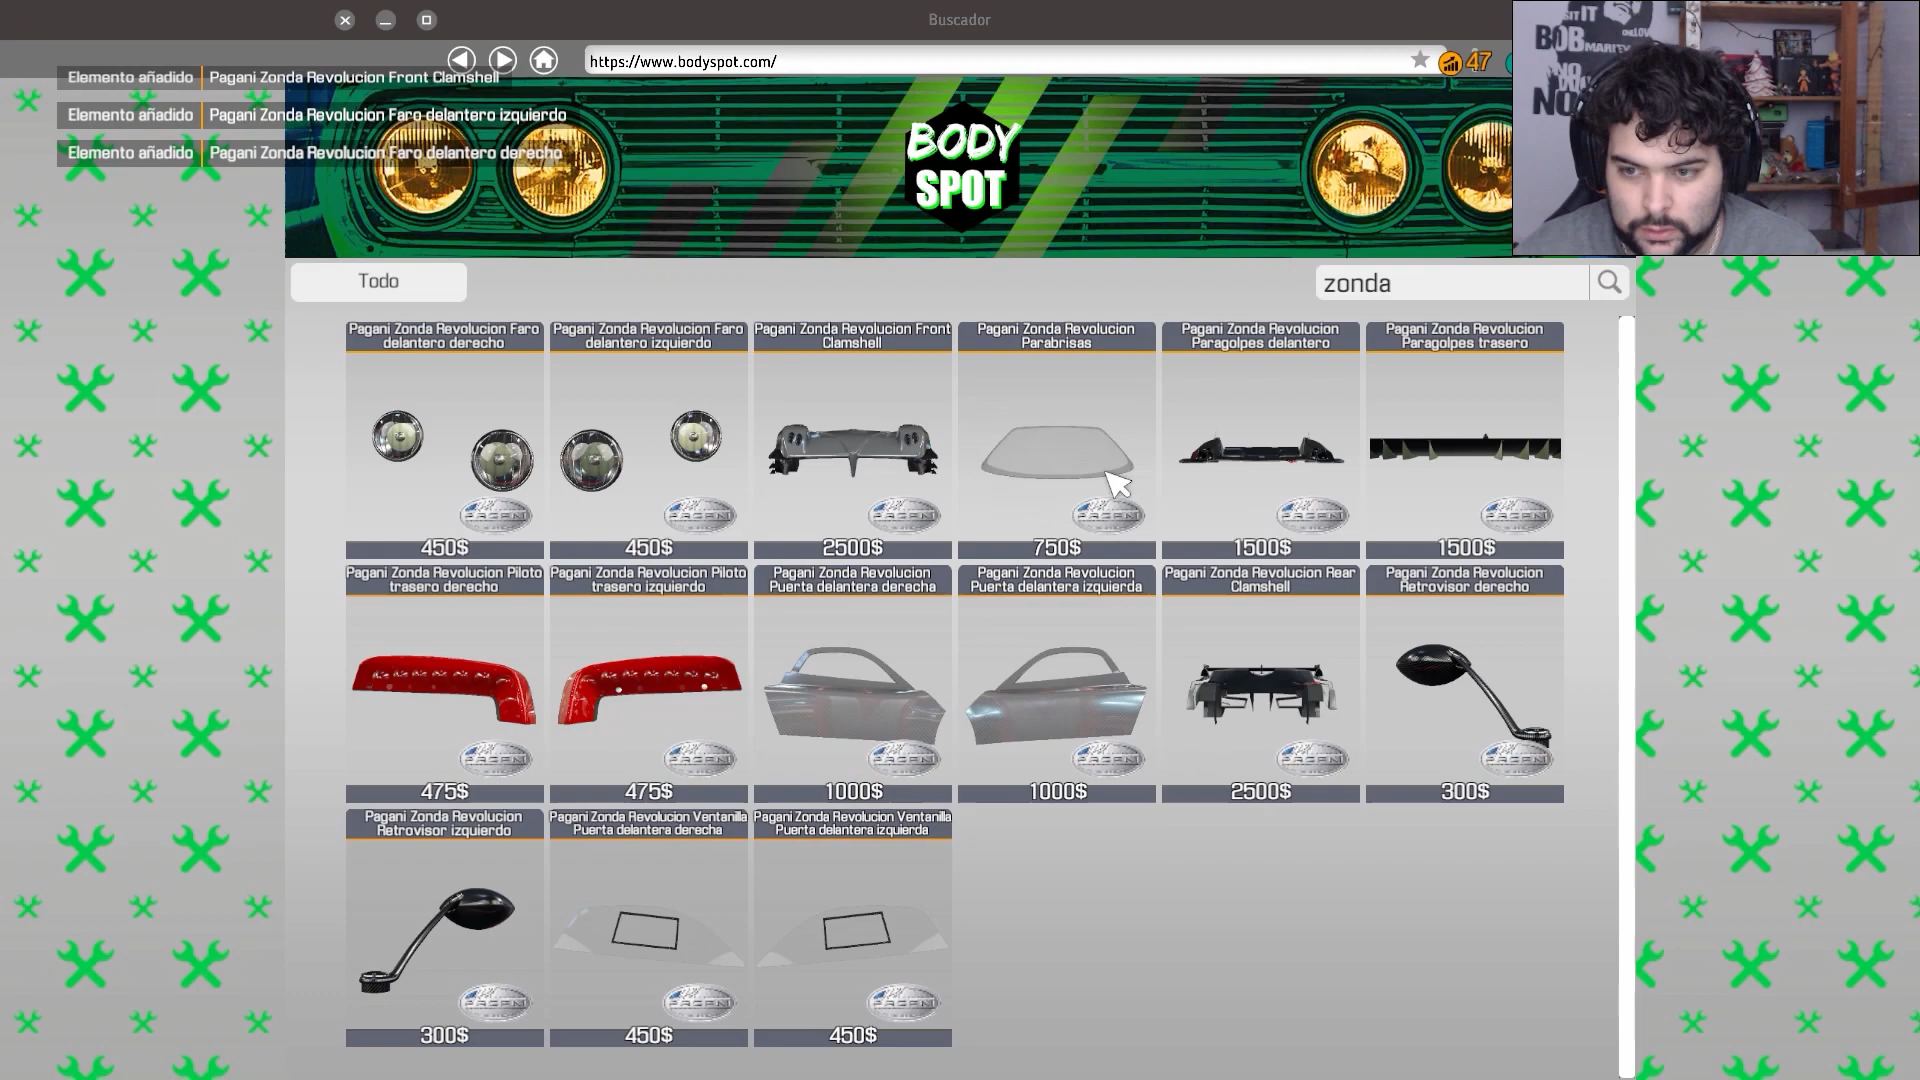 Buscador
https://www.bodyspot.com/
47
Elemento añadido Pagani Zonda Revolucion Front Clamshell
Elemento añadido Pagani Zonda Revolucion Faro delantero izquierdo
Elemento añadido Pagani Zonda Revolucion Faro delantero derecho
BODY
SPOT
BOB
MARLEY
NO
Todo
zonda
Pagani Zonda Revolucion Faro
delantero derecho
450$
Pagani Zonda Revolucion Faro
delantero izquierdo
450$
Pagani Zonda Revolucion Front
Clamshell
2500$
Pagani Zonda Revolucion
Parabrisas
750$
Pagani Zonda Revolucion
Paragolpes delantero
1500$
Pagani Zonda Revolucion
Paragolpes trasero
1500$
Pagani Zonda Revolucion Piloto
trasero derecho
475$
Pagani Zonda Revolucion Piloto
trasero izquierdo
475$
Pagani Zonda Revolucion
Puerta delantera derecha
1000$
Pagani Zonda Revolucion
Puerta delantera izquierda
1000$
Pagani Zonda Revolucion Rear
Clamshell
2500$
Pagani Zonda Revolucion
Retrovisor derecho
300$
Pagani Zonda Revolucion
Retrovisor izquierdo
300$
Pagani Zonda Revolucion Ventanilla
Puerta delantera derecha
450$
Pagani Zonda Revolucion Ventanilla
Puerta delantera izquierda
450$